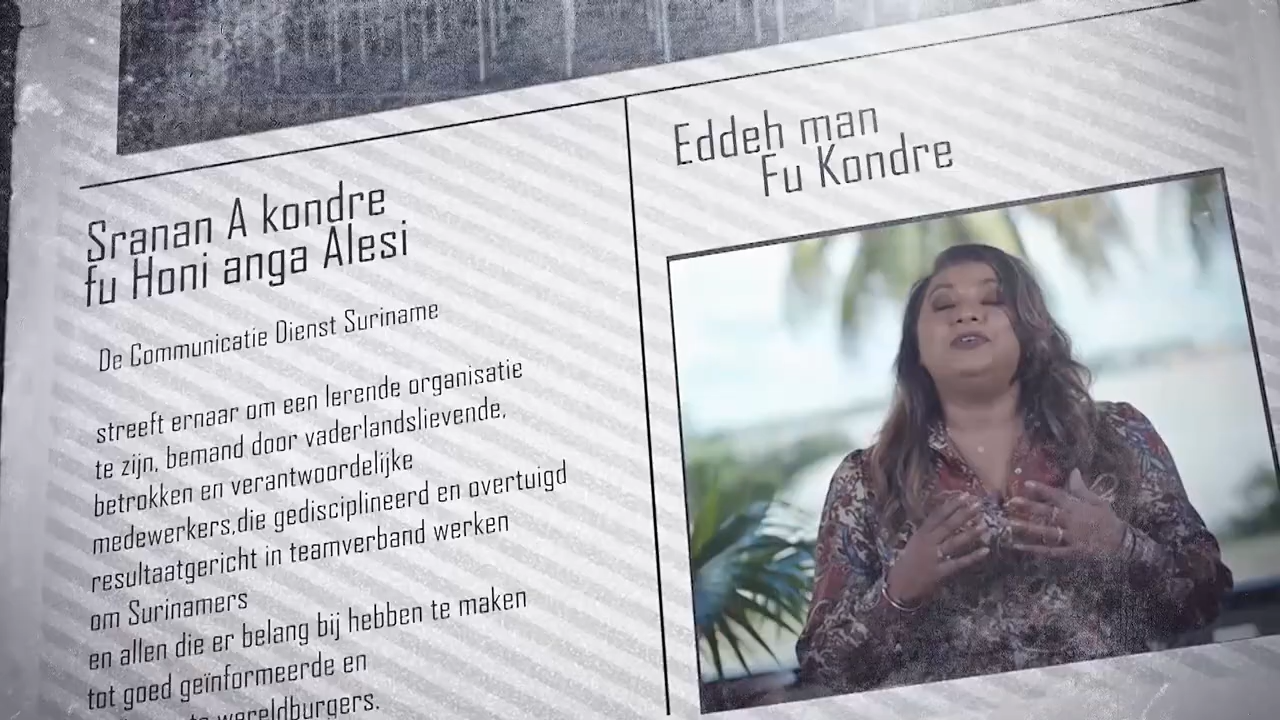 Sranan A kondre
fu Honi anga Alesi
De Communicatie Dienst Suriname
streeft ernaar om een lerende organisatie
te zijn, bemand door vaderlandslievende,
betrokken en verantwoordelijke
medewerkers,die gedisciplineerd en overtuigd
resultaatgericht in teamverband werken
om Surinamers
en allen die er belang bij hebben te maken
tot goed geïnformeerde en
wereldburgers.
Eddeh man
Fu Kondre